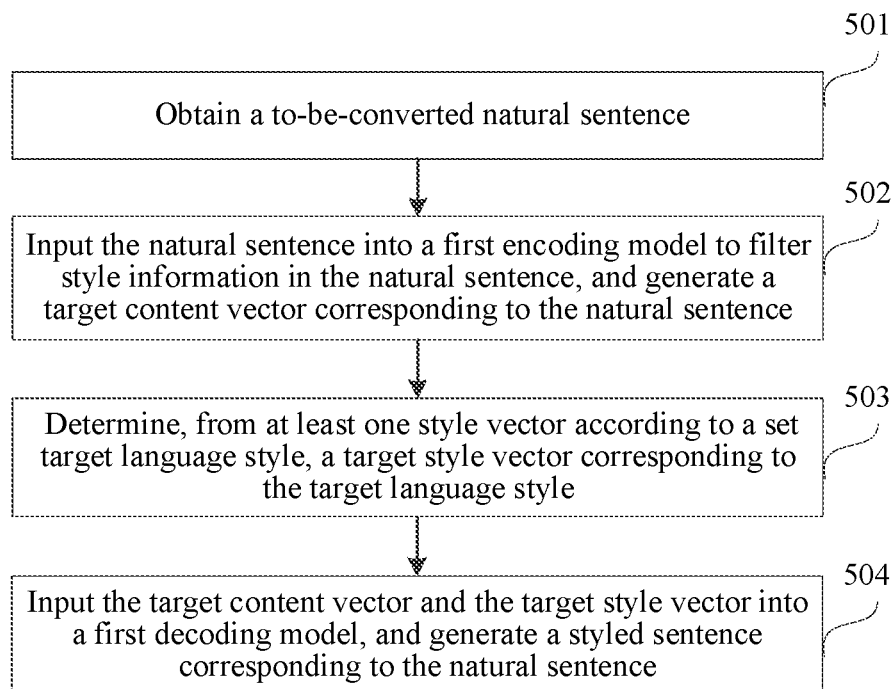 501
Obtain a to-be-converted natural sentence
502
Input the natural sentence into a first encoding model to filter
style information in the natural sentence, and generate a
target content vector corresponding to the natural sentence
503
Determine, from at least one style vector according to a set
target language style, a target style vector corresponding to
the target language style
504
Input the target content vector and the target style vector into
a first decoding model, and generate a styled sentence
corresponding to the natural sentence